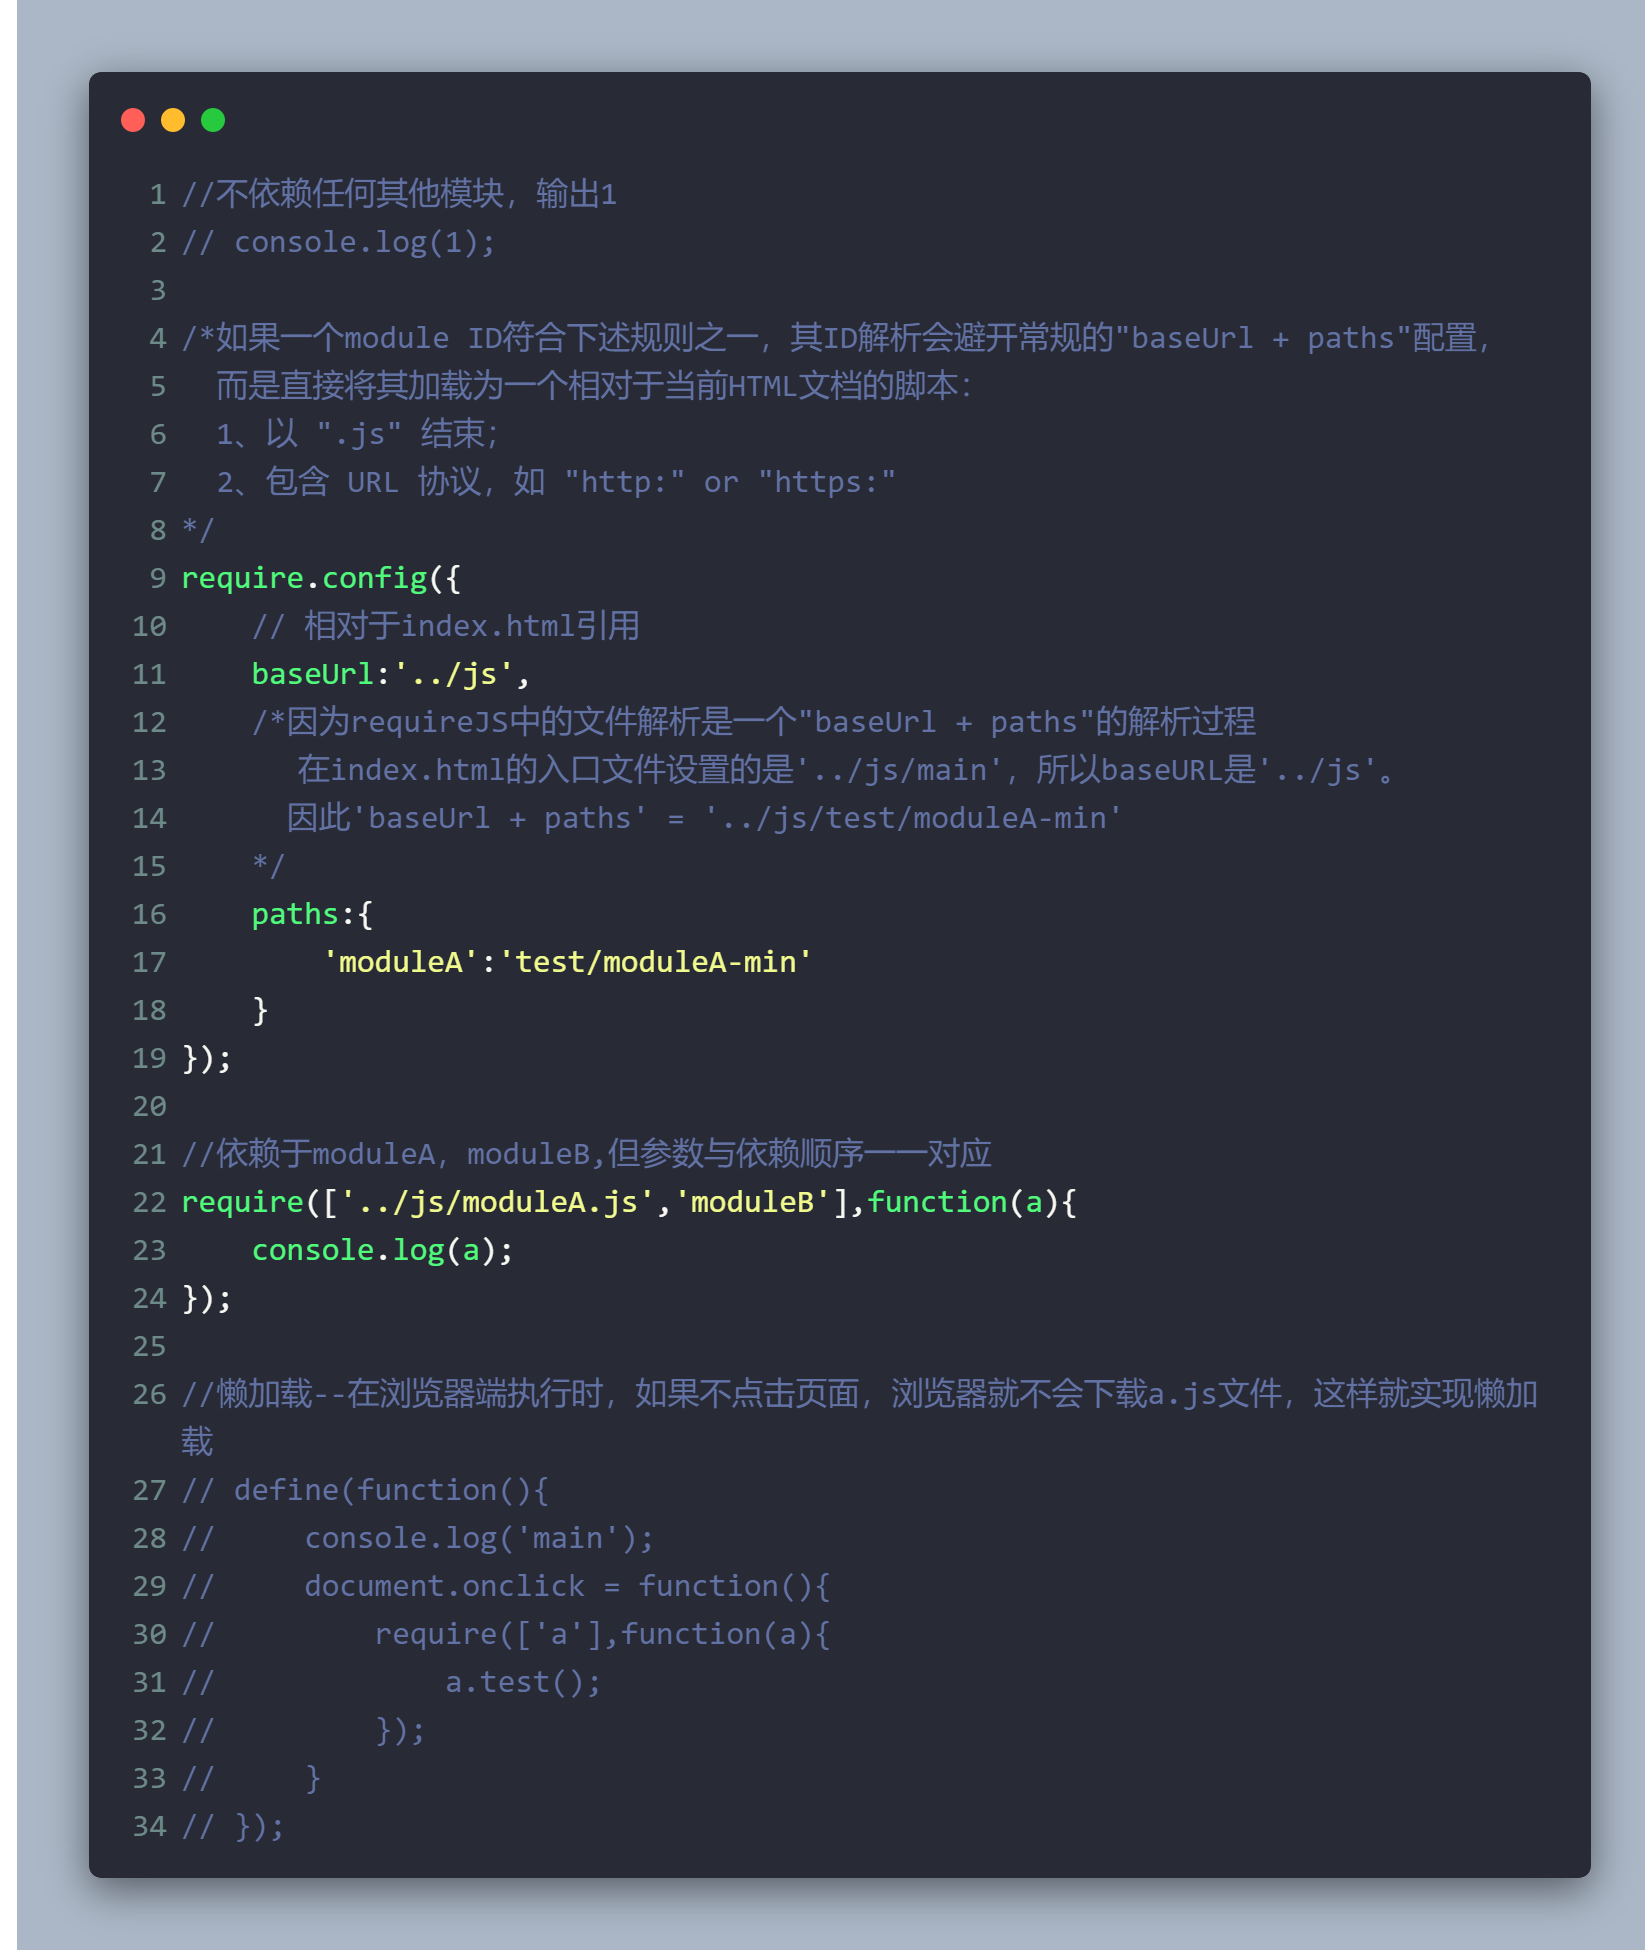 1 //不依赖任何其他模块，输出1
2 // console.log(1);
3
4 /*如果一个module ID符合下述规则之一，其ID解析会避开常规的"baseUrl + paths"配置，
5   而是直接将其加载为一个相对于当前HTML文档的脚本：
6   1、以 ".js" 结束；
7   2、包含 URL 协议，如 "http:" or "https:"
8 */
9 require.config({
10     // 相对于index.html引用
11     baseUrl:'../js',
12     /*因为requireJS中的文件解析是一个"baseUrl + paths"的解析过程
13        在index.html的入口文件设置的是'../js/main'，所以baseURL是'../js'。
14       因此'baseUrl + paths' = '../js/test/moduleA-min'
15     */
16     paths:{
17         'moduleA':'test/moduleA-min'
18     }
19 });
20
21 //依赖于moduleA，moduleB,但参数与依赖顺序一一对应
22 require(['../js/moduleA.js','moduleB'],function(a){
23     console.log(a);
24 });
25
26 //懒加载--在浏览器端执行时，如果不点击页面，浏览器就不会下载a.js文件，这样就实现懒加
载
27 // define(function(){
28 //     console.log('main');
29 //     document.onclick = function(){
30 //         require(['a'],function(a){
31 //             a.test();
32 //         });
33 //     }
34 // });